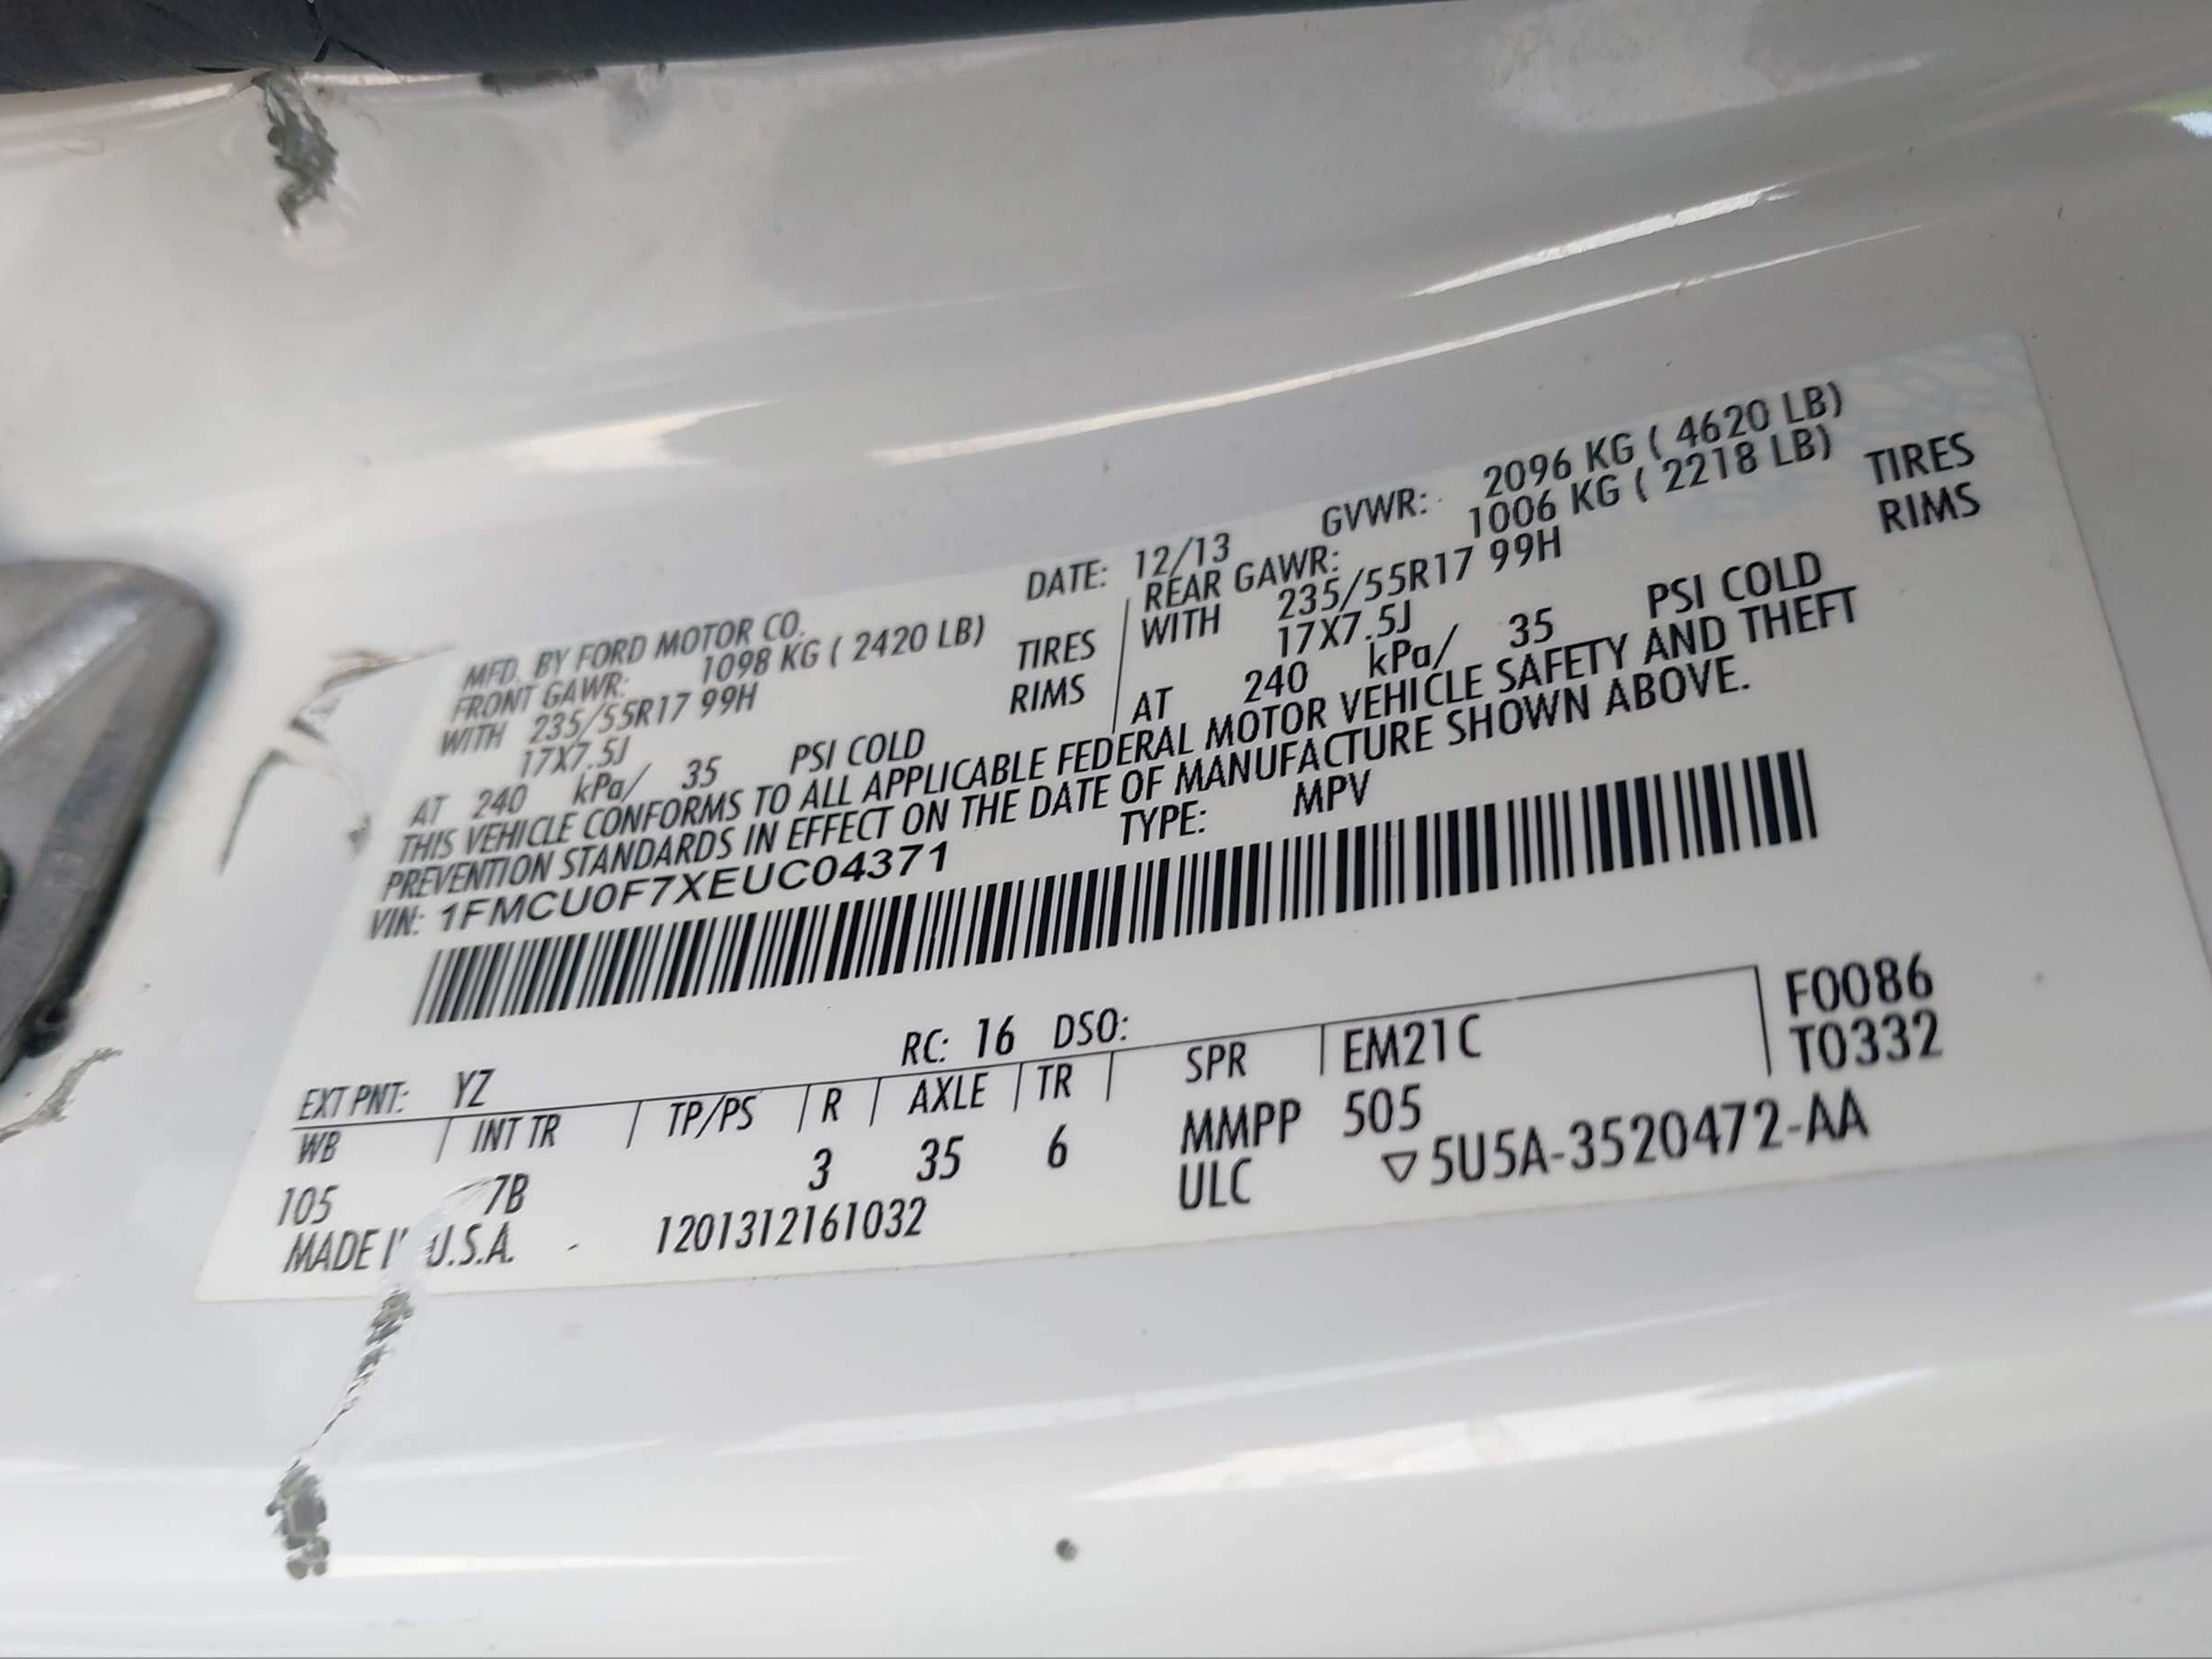 MFD. BY FORD MOTOR CO. DATE: 12/13 GVWR: 2096 KG ( 4620 LB)
FRONT GAWR: 1098 KG ( 2420 LB) REAR GAWR: 1006 KG ( 2218 LB)
WITH 235/55R17 99H TIRES WITH 235/55R17 99H TIRES
17X7.5J RIMS 17X7.5J RIMS
AT 240 kPa/ 35 PSI COLD AT 240 kPa/ 35 PSI COLD
THIS VEHICLE CONFORMS TO ALL APPLICABLE FEDERAL MOTOR VEHICLE SAFETY AND THEFT
PREVENTION STANDARDS IN EFFECT ON THE DATE OF MANUFACTURE SHOWN ABOVE.
VIN: 1FMCU0F7XEUC04371 TYPE: MPV
F0086
T0332
EXT PNT: YZ RC: 16 DSO:
WB INT TR TP/PS R AXLE TR SPR EM21C
105 7B 3 35 6 MMPP 505
MADE I U.S.A. - 1201312161032 ULC ▽5U5A-3520472-AA